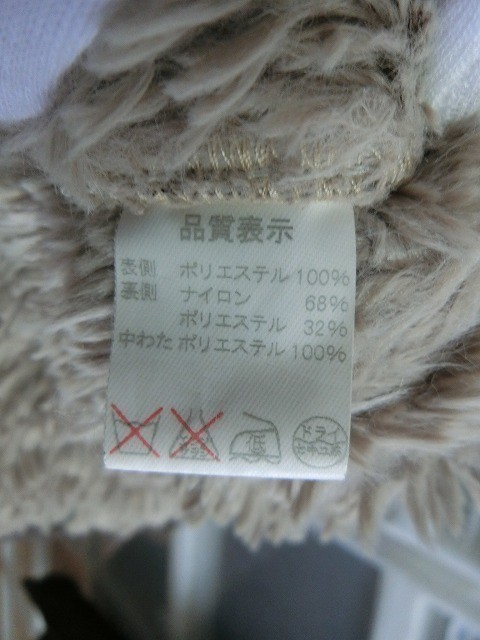 品質表示
表側 ポリエステル 100%
裏側 ナイロン 68%
ポリエステル 32%
中わた ポリエステル 100%
低 ドライ